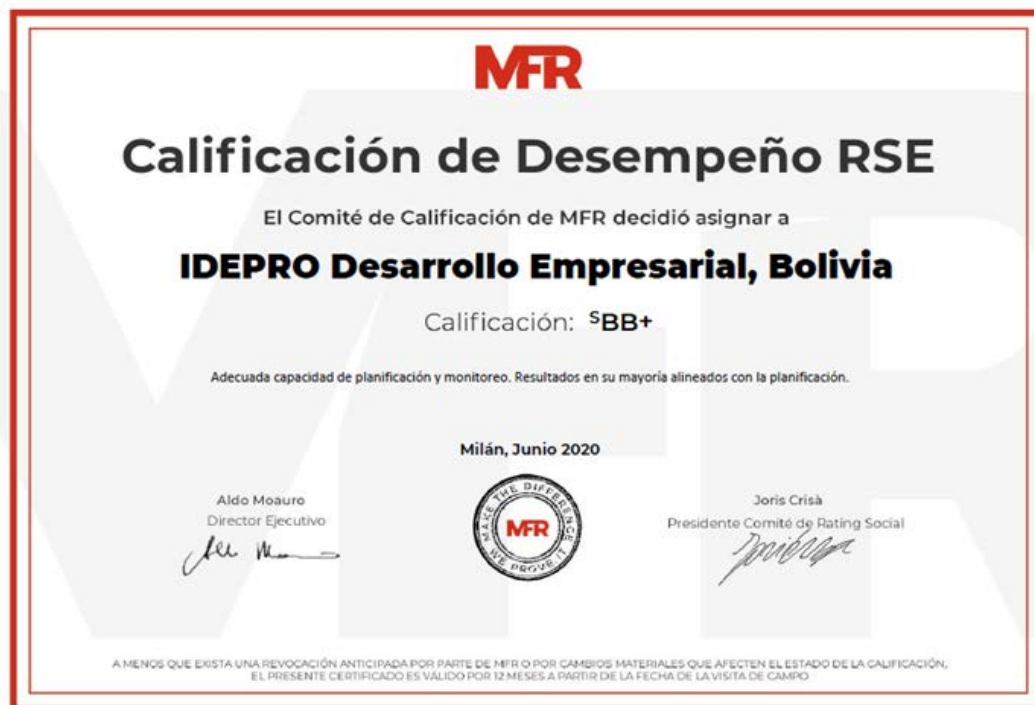 MFR
Calificación de Desempeño RSE
El Comité de Calificación de MFR decidió asignar a
IDEPRO Desarrollo Empresarial, Bolivia
Calificación: ˢBB+
Adecuada capacidad de planificación y monitoreo. Resultados en su mayoría alineados con la planificación.
Milán, Junio 2020
Aldo Moauro
Director Ejecutivo
MAKE THE DIFFERENCE
MFR
WE PROVE IT
Joris Crisà
Presidente Comité de Rating Social
A MENOS QUE EXISTA UNA REVOCACIÓN ANTICIPADA POR PARTE DE MFR O POR CAMBIOS MATERIALES QUE AFECTEN EL ESTADO DE LA CALIFICACIÓN,
EL PRESENTE CERTIFICADO ES VÁLIDO POR 12 MESES A PARTIR DE LA FECHA DE LA VISITA DE CAMPO